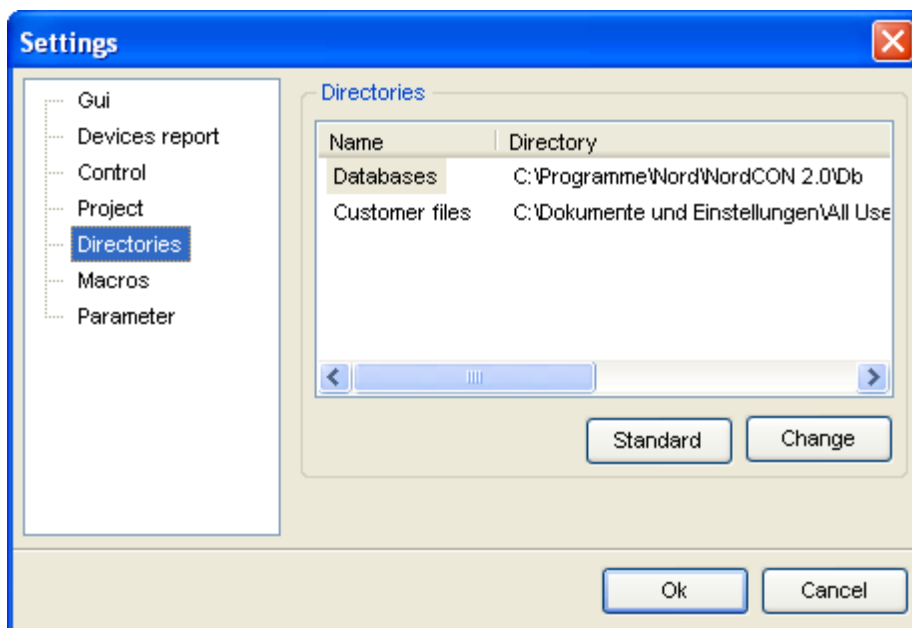 Settings
Gui
Devices report
Control
Project
Directories
Macros
Parameter
Directories
Name Directory
Databases C:\Programme\Nord\NordCON 2.0\Db
Customer files C:\Dokumente und Einstellungen\All Use
Standard Change
Ok Cancel